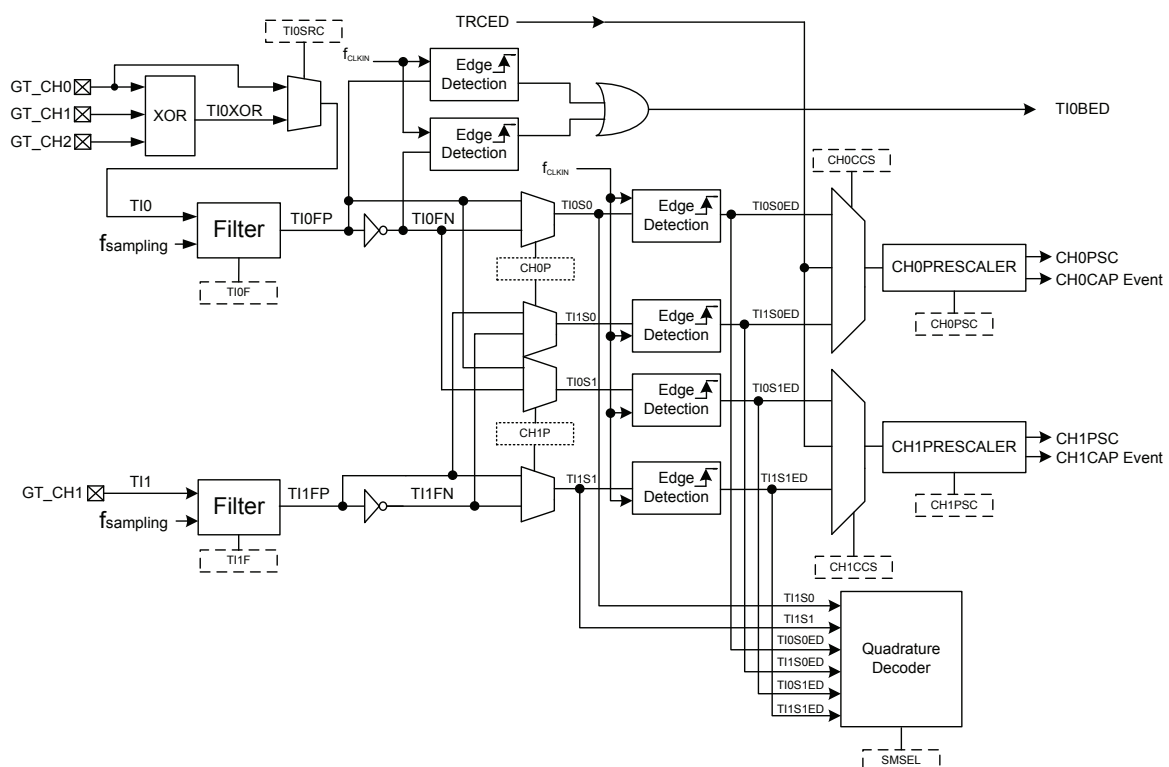 TRCED
TI0SRC
fCLKIN
Edge
Detection
GT_CH0
GT_CH1
GT_CH2
XOR
TI0XOR
TI0BED
Edge
Detection
fCLKIN
CH0CCS
TI0
Filter
fsampling
TI0FP
TI0FN
TI0S0
Edge
Detection
TI0S0ED
TI0F
CH0P
CH0PRESCALER
CH0PSC
CH0CAP Event
CH0PSC
TI1S0
Edge
Detection
TI1S0ED
TI0S1
Edge
Detection
TI0S1ED
CH1P
CH1PRESCALER
CH1PSC
CH1CAP Event
CH1PSC
GT_CH1
TI1
Filter
fsampling
TI1FP
TI1FN
TI1S1
Edge
Detection
TI1S1ED
TI1F
CH1CCS
TI1S0
TI1S1
TI0S0ED
TI1S0ED
TI0S1ED
TI1S1ED
Quadrature
Decoder
SMSEL